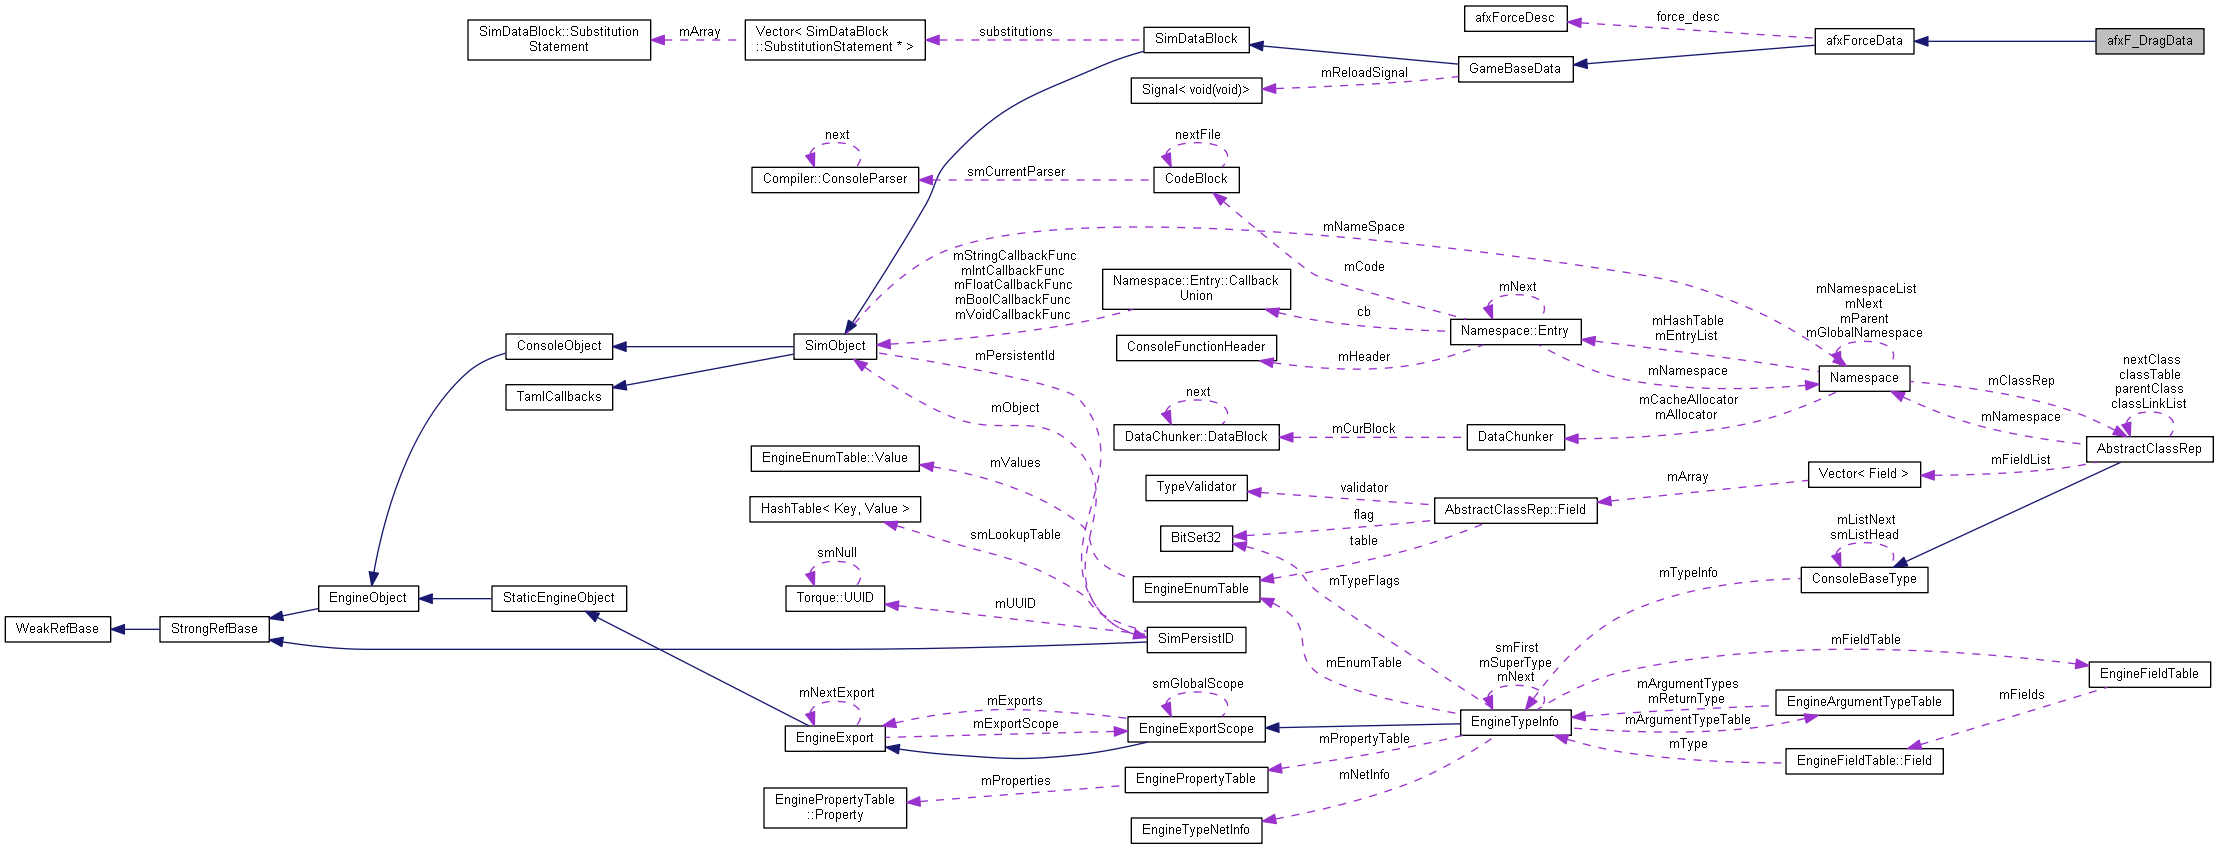 afxForceDesc
force_desc
SimDataBlock::Substitution
Statement
mArray
Vector< SimDataBlock
::SubstitutionStatement * >
substitutions
SimDataBlock
afxForceData
afxF_DragData
GameBaseData
mReloadSignal
Signal< void(void)>
next
nextFile
Compiler::ConsoleParser
smCurrentParser
CodeBlock
mNameSpace
mStringCallbackFunc
mIntCallbackFunc
mFloatCallbackFunc
mBoolCallbackFunc
mVoidCallbackFunc
Namespace::Entry::Callback
Union
mCode
mNext
cb
Namespace::Entry
mHashTable
mEntryList
mNamespaceList
mNext
mParent
mGlobalNamespace
ConsoleObject
SimObject
mPersistentId
ConsoleFunctionHeader
mHeader
mNamespace
Namespace
mClassRep
nextClass
classTable
parentClass
classLinkList
TamlCallbacks
mObject
next
mCacheAllocator
mAllocator
mNamespace
DataChunker::DataBlock
mCurBlock
DataChunker
AbstractClassRep
EngineEnumTable::Value
mValues
TypeValidator
validator
mArray
Vector< Field >
mFieldList
HashTable< Key, Value >
smLookupTable
BitSet32
flag
table
AbstractClassRep::Field
mListNext
smListHead
smNull
Torque::UUID
mUUID
EngineEnumTable
mTypeFlags
mTypeInfo
ConsoleBaseType
EngineObject
StaticEngineObject
WeakRefBase
StrongRefBase
SimPersistID
mEnumTable
smFirst
mSuperType
mNext
mFieldTable
EngineFieldTable
mNextExport
mExports
smGlobalScope
mArgumentTypes
mReturnType
EngineArgumentTypeTable
mFields
EngineExport
mExportScope
EngineExportScope
EngineTypeInfo
mArgumentTypeTable
mPropertyTable
mType
EngineFieldTable::Field
mProperties
EnginePropertyTable
mNetInfo
EnginePropertyTable
::Property
EngineTypeNetInfo